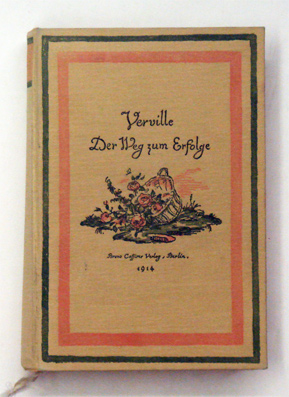 Verville
Der Weg zum Erfolge
Bruno Cassirer Verlag, Berlin.
1914